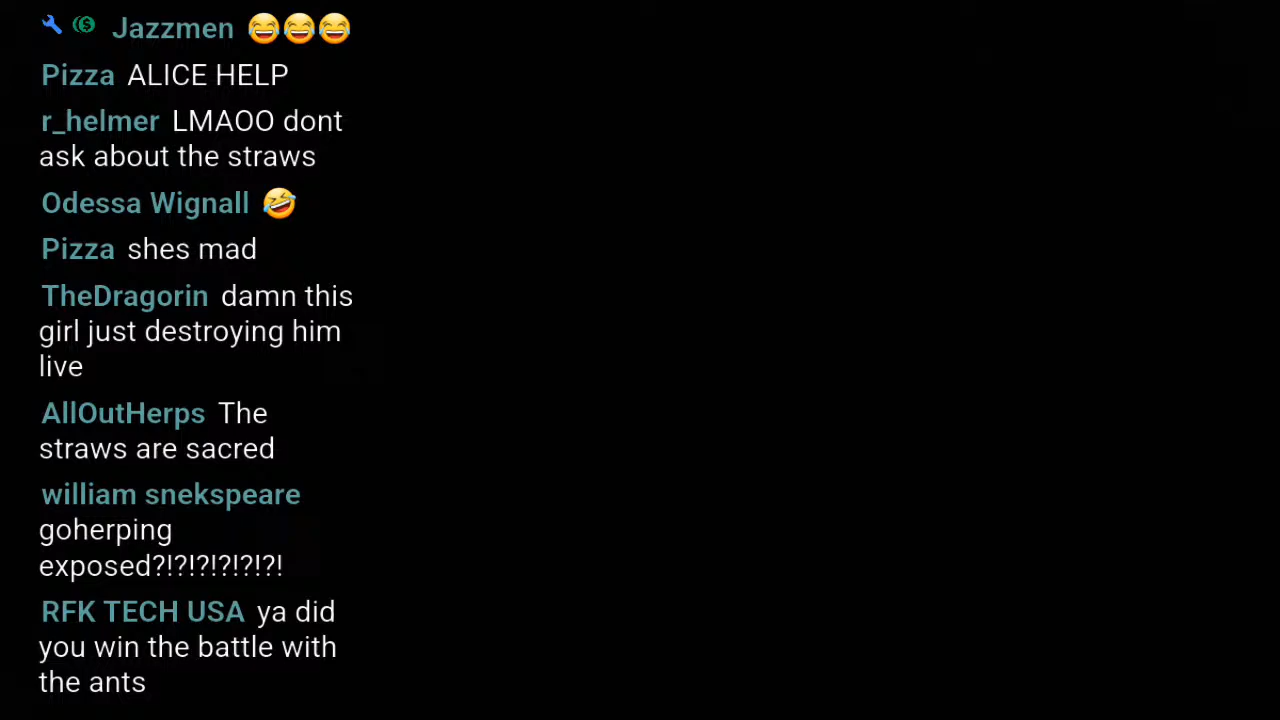 Jazzmen 😂😂😂
Pizza ALICE HELP
r_helmer LMAOO dont
ask about the straws
Odessa Wignall 🤣
Pizza shes mad
TheDragorin damn this
girl just destroying him
live
AllOutHerps The
straws are sacred
william snekspeare
goherping
exposed?!?!?!?!?!?!
RFK TECH USA ya did
you win the battle with
the ants